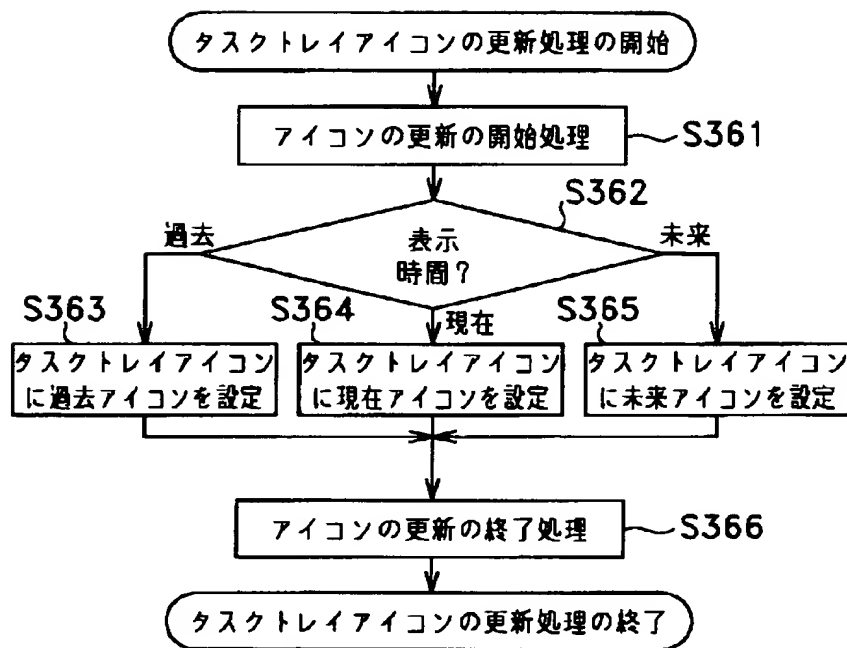 タスクトレイアイコンの更新処理の開始
アイコンの更新の開始処理
S361
S362
過去
表示
時間?
未来
S363
S364
現在
S365
タスクトレイアイコン
に過去アイコンを設定
タスクトレイアイコン
に現在アイコンを設定
タスクトレイアイコン
に未来アイコンを設定
アイコンの更新の終了処理
S366
タスクトレイアイコンの更新処理の終了